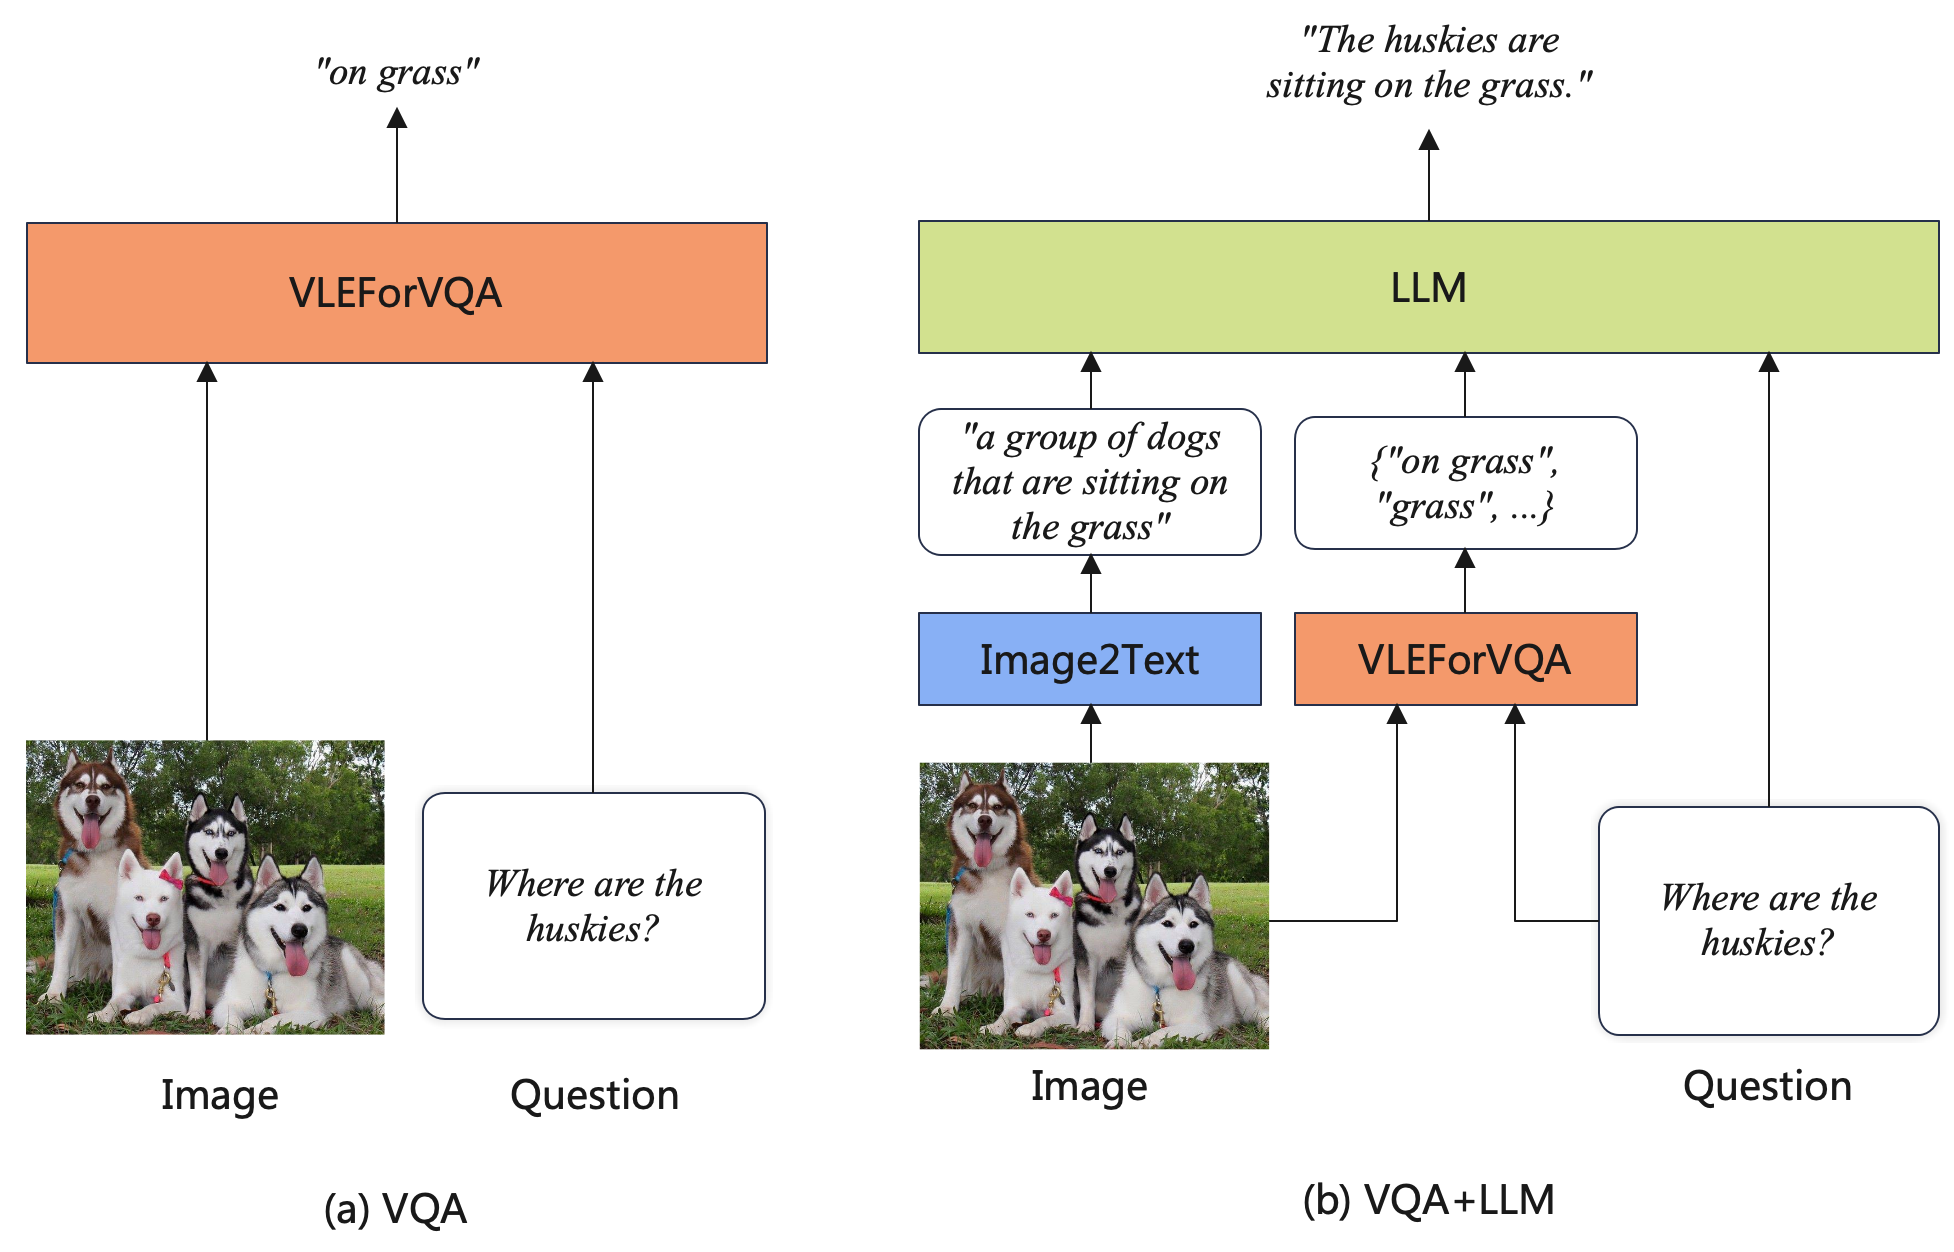 "on grass"
VLEForVQA
Where are the
huskies?
Image
Question
(a) VQA
"The huskies are
sitting on the grass."
LLM
"a group of dogs
that are sitting on
the grass"
{"on grass",
"grass", ...}
Image2Text
VLEForVQA
Where are the
huskies?
Image
Question
(b) VQA+LLM